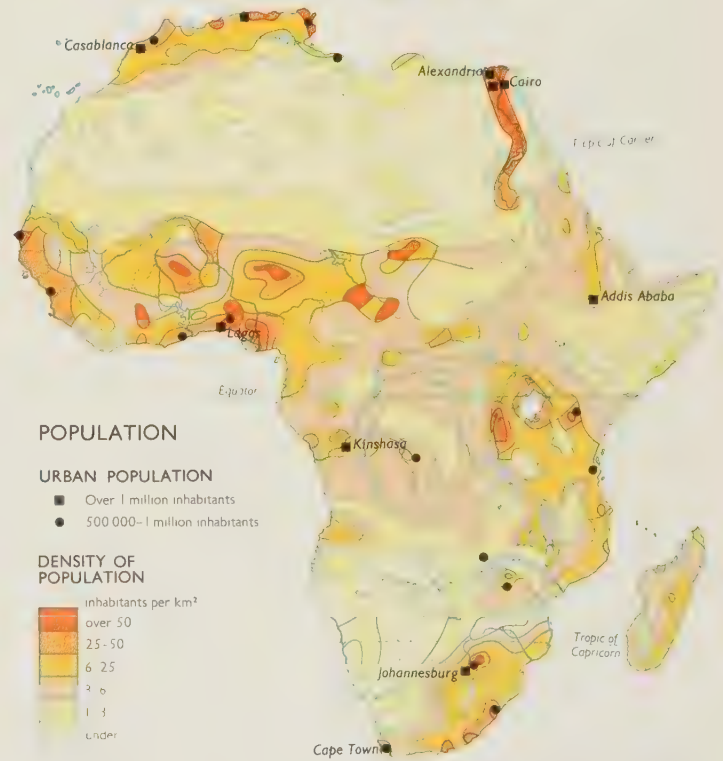 Casablanca
Alexandria
Cairo
Addis Ababa
Lagos
Equator
POPULATION
Kinshasa
URBAN POPULATION
Over 1 million inhabitants
500 000–1 million inhabitants
DENSITY OF
POPULATION
inhabitants per km²
over 50
25-50
6 25
1 3
under
Tropic of
Capricorn
Johannesburg
Cape Town